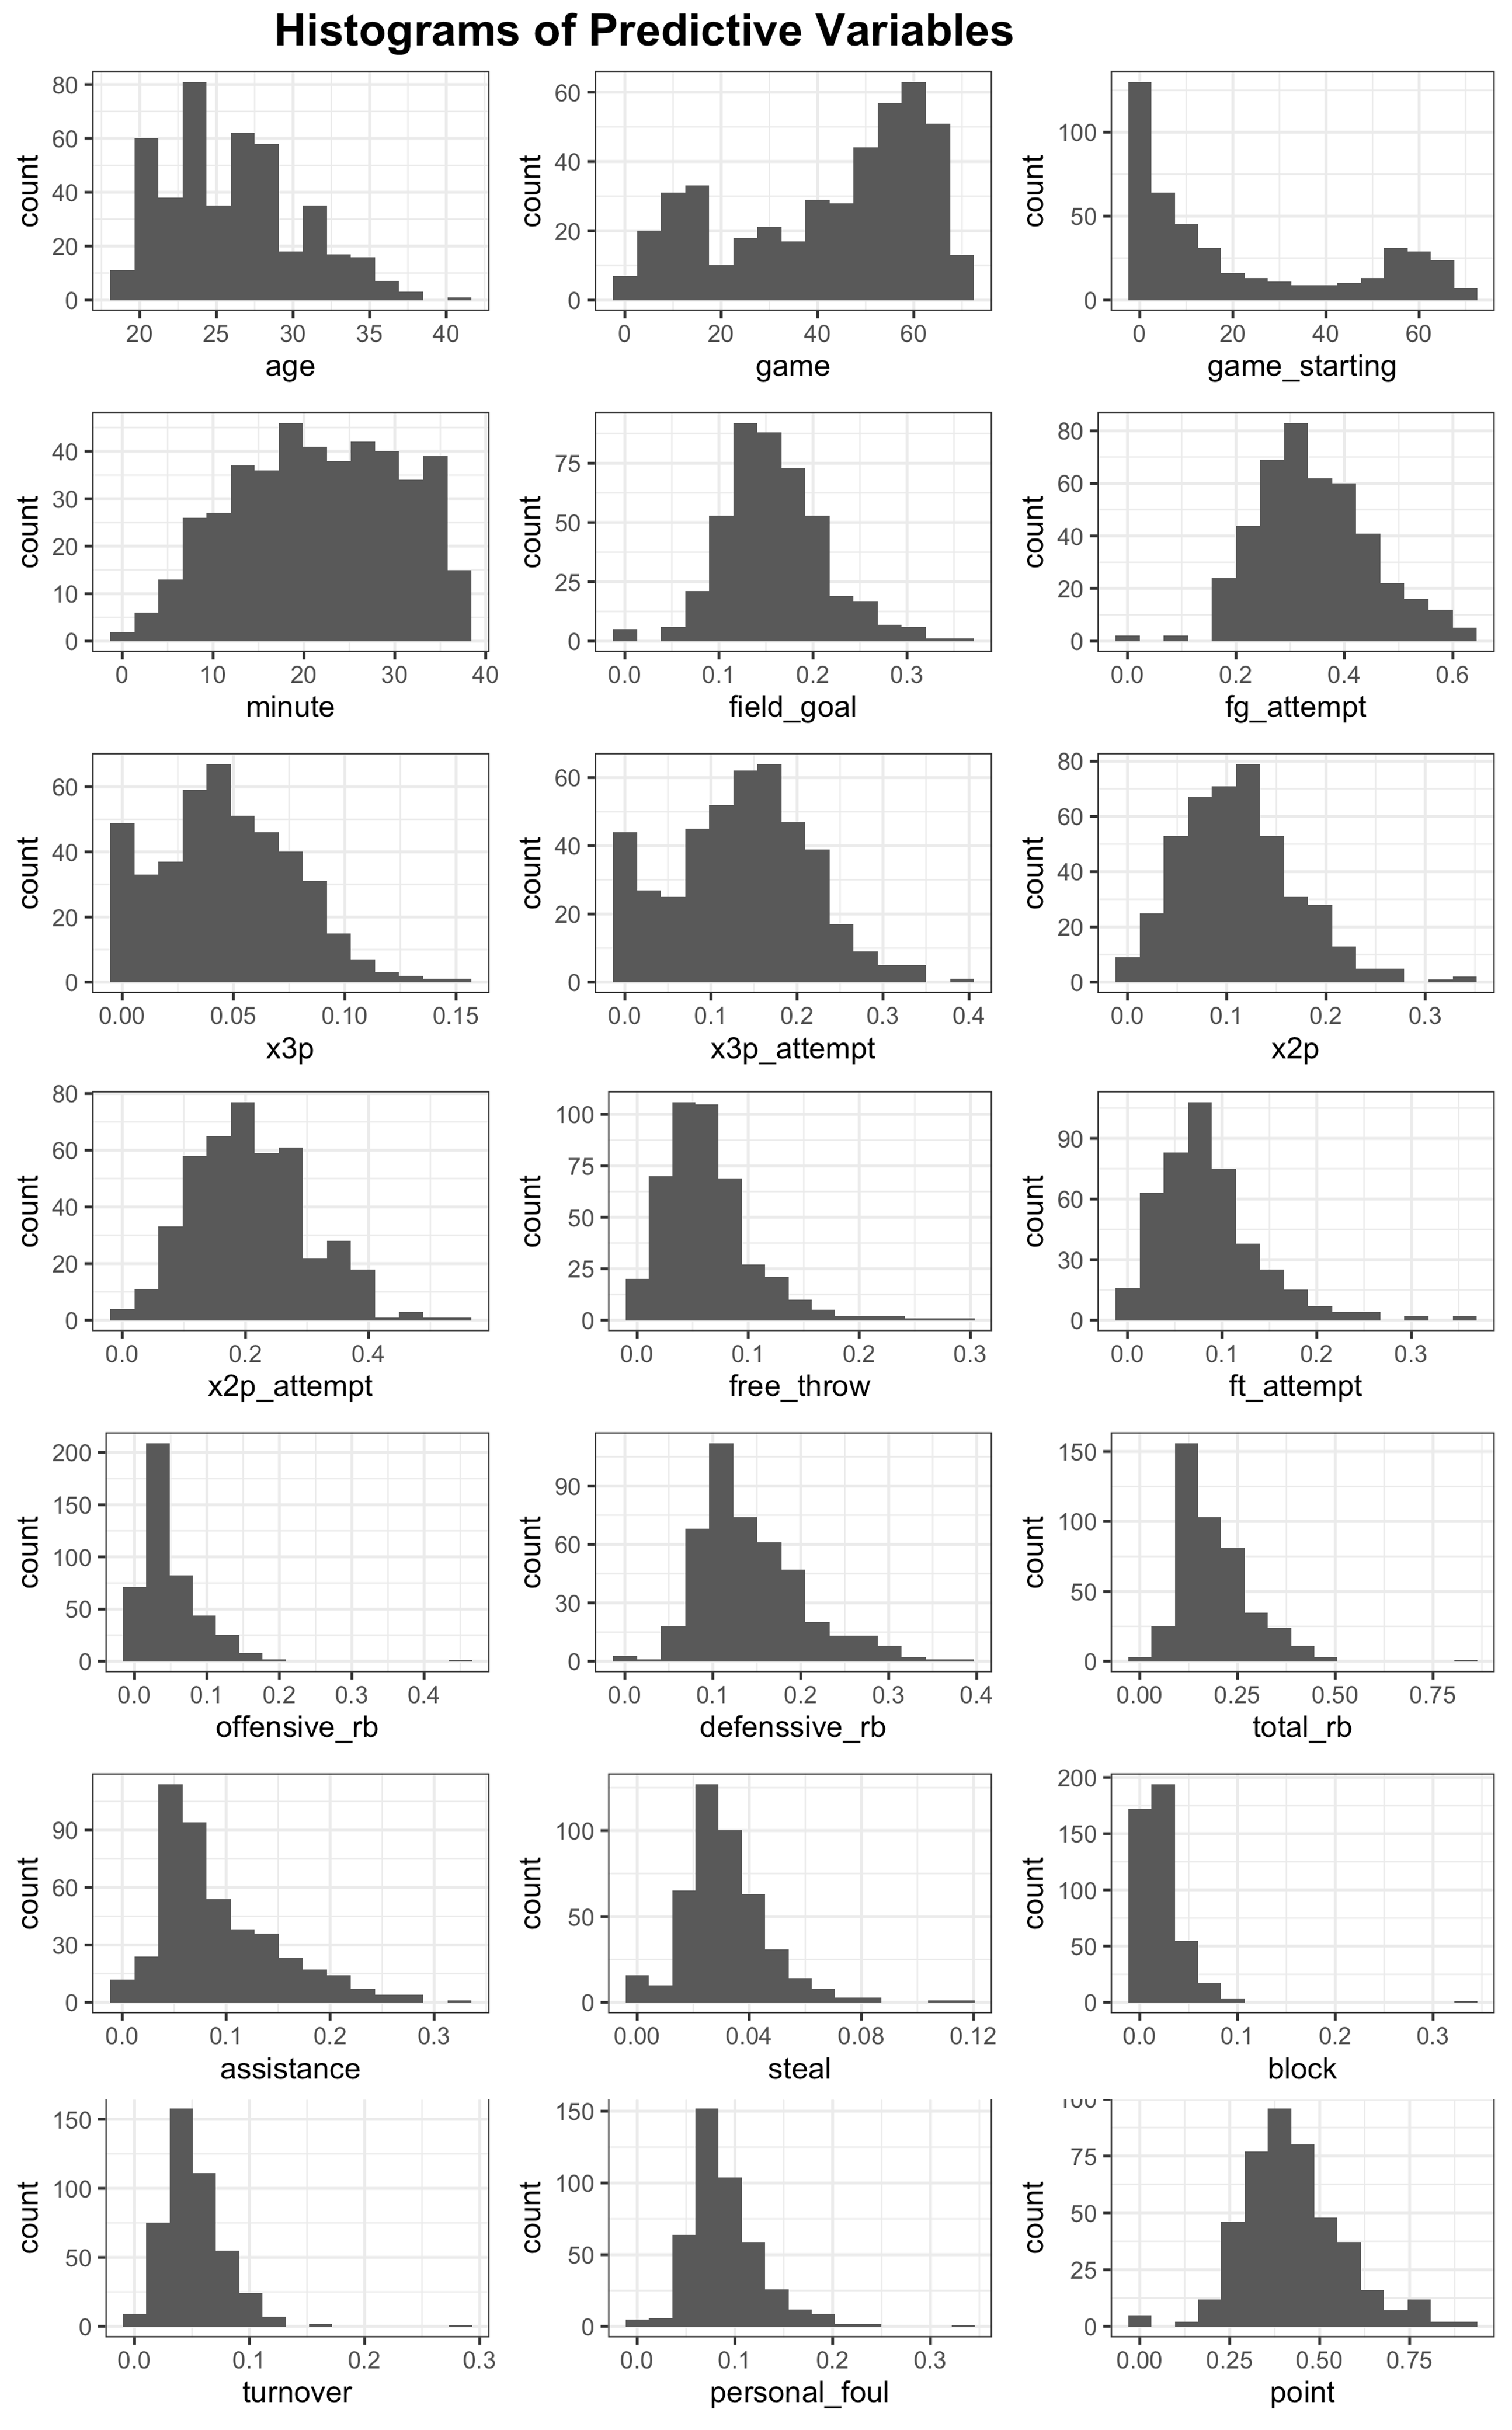 Histograms of Predictive Variables
80
60
40
20
0
count
20 25 30 35 40
age
60
40
20
0
count
0 20 40 60
game
100
50
0
count
0 20 40 60
game_starting
40
30
20
10
0
count
0 10 20 30 40
minute
75
50
25
0
count
0.0 0.1 0.2 0.3
field_goal
80
60
40
20
0
count
0.0 0.2 0.4 0.6
fg_attempt
60
40
20
0
count
0.00 0.05 0.10 0.15
x3p
60
40
20
0
count
0.0 0.1 0.2 0.3 0.4
x3p_attempt
80
60
40
20
0
count
0.0 0.1 0.2 0.3
x2p
80
60
40
20
0
count
0.0 0.2 0.4
x2p_attempt
100
75
50
25
0
count
0.0 0.1 0.2 0.3
free_throw
90
60
30
0
count
0.0 0.1 0.2 0.3
ft_attempt
200
150
100
50
0
count
0.0 0.1 0.2 0.3 0.4
offensive_rb
90
60
30
0
count
0.0 0.1 0.2 0.3 0.4
defenssive_rb
150
100
50
0
count
0.00 0.25 0.50 0.75
total_rb
90
60
30
0
count
0.0 0.1 0.2 0.3
assistance
100
50
0
count
0.00 0.04 0.08 0.12
steal
200
150
100
50
0
count
0.0 0.1 0.2 0.3
block
150
100
50
0
count
0.0 0.1 0.2 0.3
turnover
150
100
50
0
count
0.0 0.1 0.2 0.3
personal_foul
100
75
50
25
0
count
0.00 0.25 0.50 0.75
point